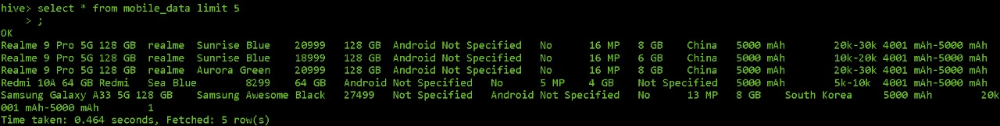 hive> select * from mobile_data limit 5
    > ;
OK
Realme 9 Pro 5G 128 GB  realme  Sunrise Blue    20999   128 GB  Android Not Specified   No      16 MP   8 GB    China   5000 mAh        20k-30k 4001 mAh-5000 mAh
Realme 9 Pro 5G 128 GB  realme  Sunrise Blue    18999   128 GB  Android Not Specified   No      16 MP   6 GB    China   5000 mAh        10k-20k 4001 mAh-5000 mAh
Realme 9 Pro 5G 128 GB  realme  Aurora Green    20999   128 GB  Android Not Specified   No      16 MP   8 GB    China   5000 mAh        20k-30k 4001 mAh-5000 mAh
Redmi 10A 64 GB Redmi   Sea Blue        8299    64 GB   Android Not Specified   No      5 MP    4 GB    Not Specified   5000 mAh        5k-10k  4001 mAh-5000 mAh
Samsung Galaxy A33 5G 128 GB    Samsung Awesome Black   27499   Not Specified   Android Not Specified   No      13 MP   8 GB    South Korea     5000 mAh        20k
001 mAh-5000 mAh        1
Time taken: 0.464 seconds, Fetched: 5 row(s)